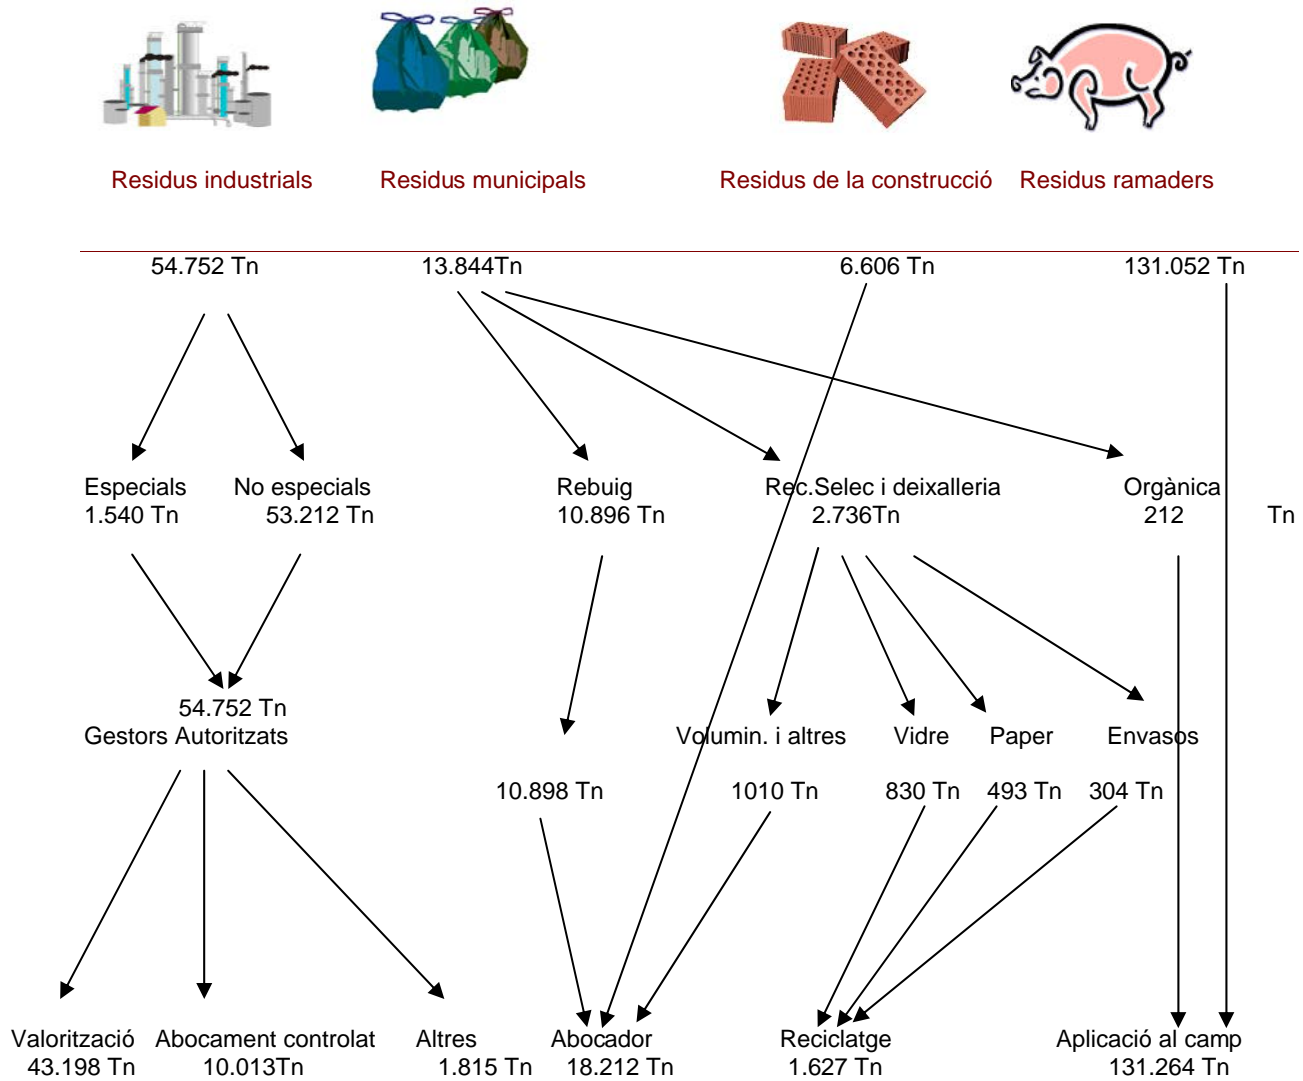 Residus industrials Residus municipals Residus de la construcció Residus ramaders
54.752 Tn 13.844Tn 6.606 Tn 131.052 Tn
Especials No especials Rebuig Rec.Selec i deixalleria Orgànica
1.540 Tn 53.212 Tn 10.896 Tn 2.736Tn 212 Tn
54.752 Tn
Gestors Autoritzats Volumin. i altres Vidre Paper Envasos
10.898 Tn 1010 Tn 830 Tn 493 Tn 304 Tn
Valorització Abocament controlat Altres Abocador Reciclatge Aplicació al camp
43.198 Tn 10.013Tn 1.815 Tn 18.212 Tn 1.627 Tn 131.264 Tn